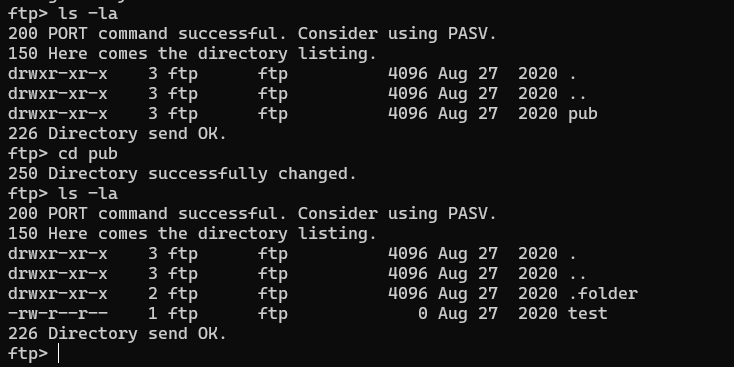 ftp> ls -la
200 PORT command successful. Consider using PASV.
150 Here comes the directory listing.
drwxr-xr-x    3 ftp      ftp          4096 Aug 27  2020 .
drwxr-xr-x    3 ftp      ftp          4096 Aug 27  2020 ..
drwxr-xr-x    3 ftp      ftp          4096 Aug 27  2020 pub
226 Directory send OK.
ftp> cd pub
250 Directory successfully changed.
ftp> ls -la
200 PORT command successful. Consider using PASV.
150 Here comes the directory listing.
drwxr-xr-x    3 ftp      ftp          4096 Aug 27  2020 .
drwxr-xr-x    3 ftp      ftp          4096 Aug 27  2020 ..
drwxr-xr-x    2 ftp      ftp          4096 Aug 27  2020 .folder
-rw-r--r--    1 ftp      ftp             0 Aug 27  2020 test
226 Directory send OK.
ftp>